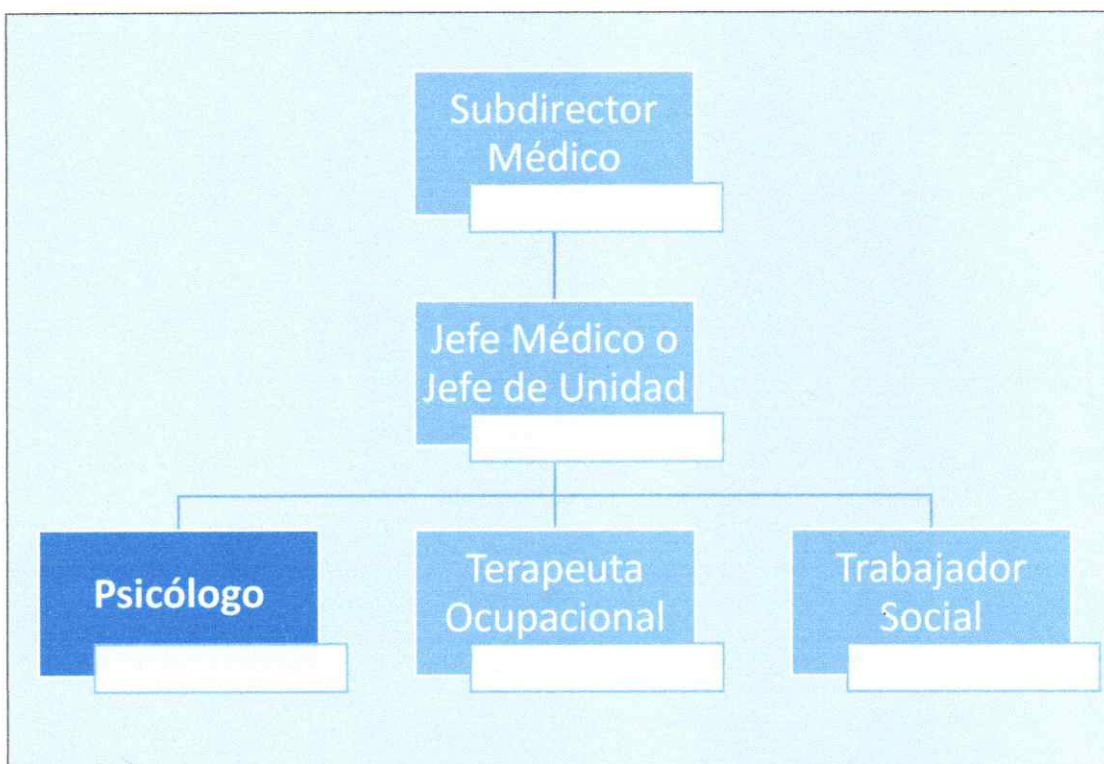 Subdirector
Médico
Jefe Médico o
Jefe de Unidad
Psicólogo
Terapeuta
Ocupacional
Trabajador
Social